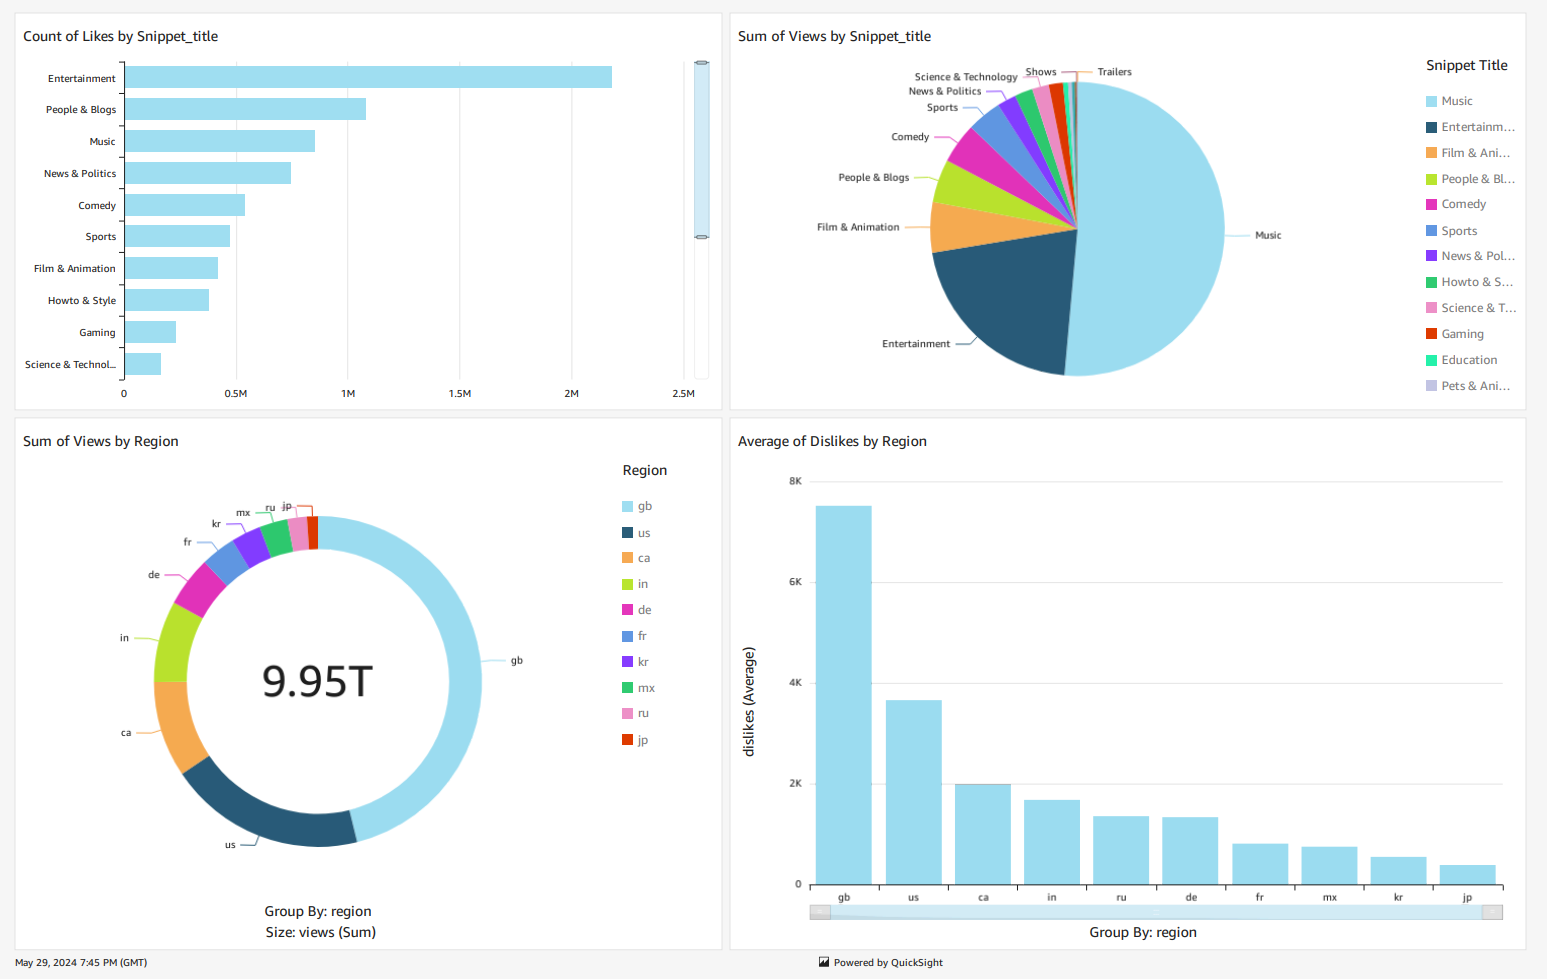 Count of Likes by Snippet_title
Entertainment
People & Blogs
Music
News & Politics
Comedy
Sports
Film & Animation
Howto & Style
Gaming
Science & Technol...
0 0.5M 1M 1.5M 2M 2.5M
Sum of Views by Snippet_title
Shows Trailers
Science & Technology
News & Politics
Sports
Comedy
People & Blogs
Film & Animation
Music
Entertainment
Snippet Title
Music
Entertainm...
Film & Ani...
People & Bl...
Comedy
Sports
News & Pol...
Howto & S...
Science & T...
Gaming
Education
Pets & Ani...
Sum of Views by Region
jp
ru
mx
kr
fr
de
in
gb
ca
us
9.95T
Region
gb
us
ca
in
de
fr
kr
mx
ru
jp
Group By: region
Size: views (Sum)
Average of Dislikes by Region
8K
6K
4K
2K
0
dislikes (Average)
gb us ca in ru de fr mx kr jp
Group By: region
May 29, 2024 7:45 PM (GMT)
Powered by QuickSight